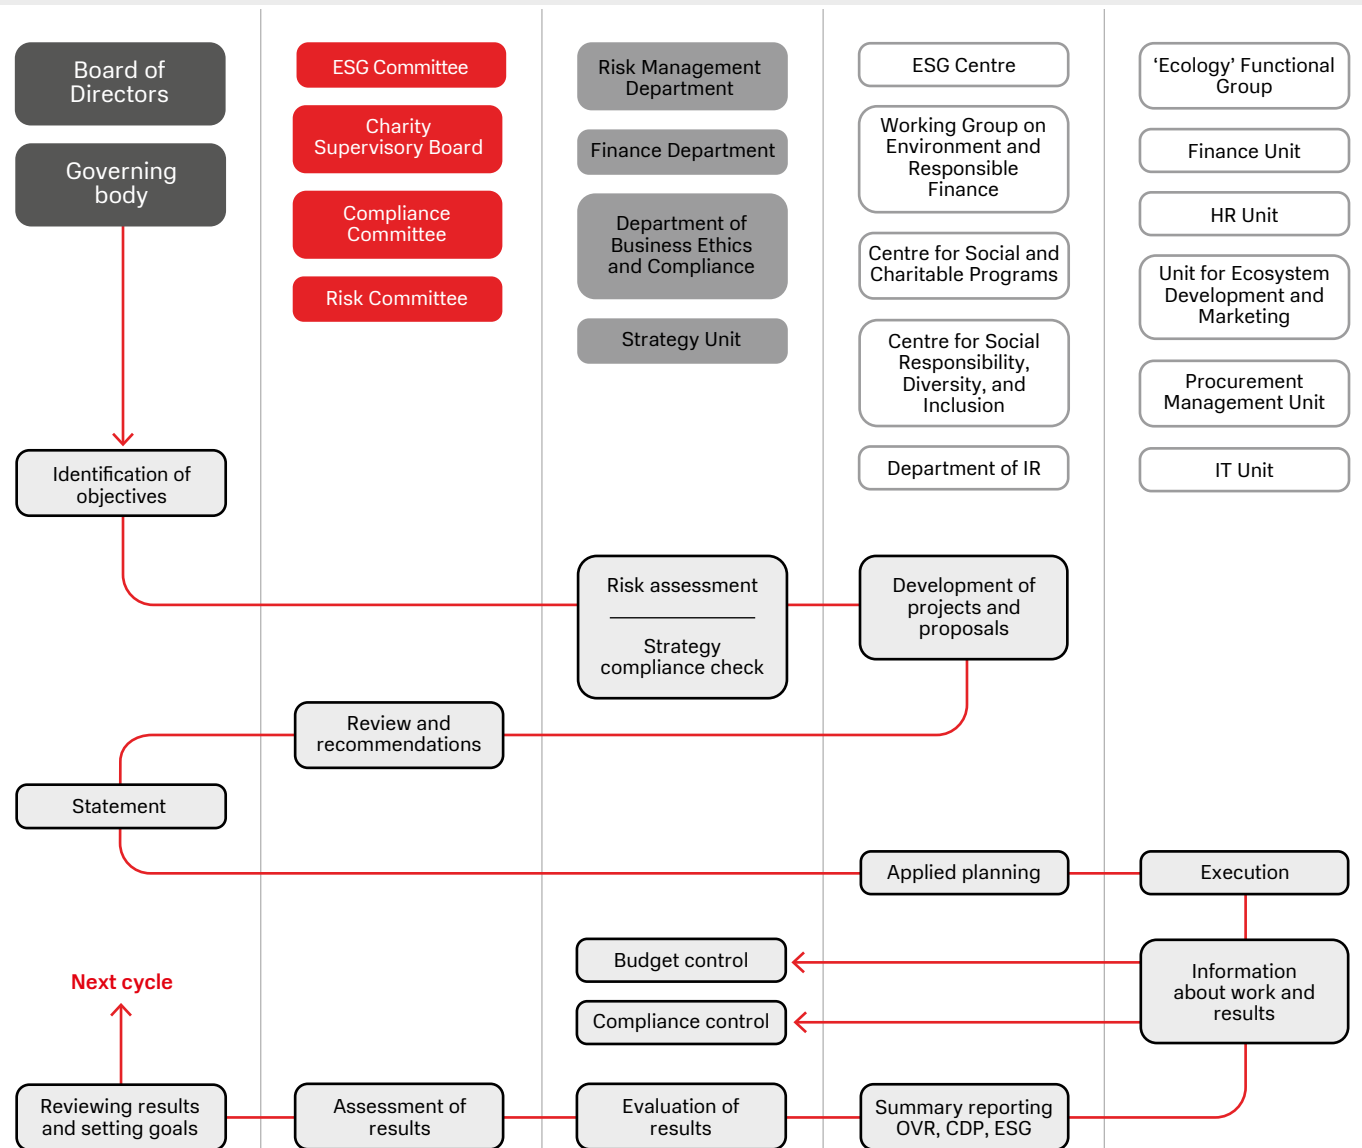 Board of
Directors
Governing
body
ESG Committee
Charity
Supervisory Board
Compliance
Committee
Risk Committee
Risk Management
Department
Finance Department
Department of
Business Ethics
and Compliance
Strategy Unit
ESG Centre
Working Group on
Environment and
Responsible
Finance
Centre for Social and
Charitable Programs
Centre for Social
Responsibility,
Diversity, and
Inclusion
Department of IR
‘Ecology’ Functional
Group
Finance Unit
HR Unit
Unit for Ecosystem
Development and
Marketing
Procurement
Management Unit
IT Unit
Identification of
objectives
Risk assessment
Strategy
compliance check
Development of
projects and
proposals
Review and
recommendations
Statement
Applied planning
Execution
Budget control
Compliance control
Information
about work and
results
Next cycle
Reviewing results
and setting goals
Assessment of
results
Evaluation of
results
Summary reporting
OVR, CDP, ESG